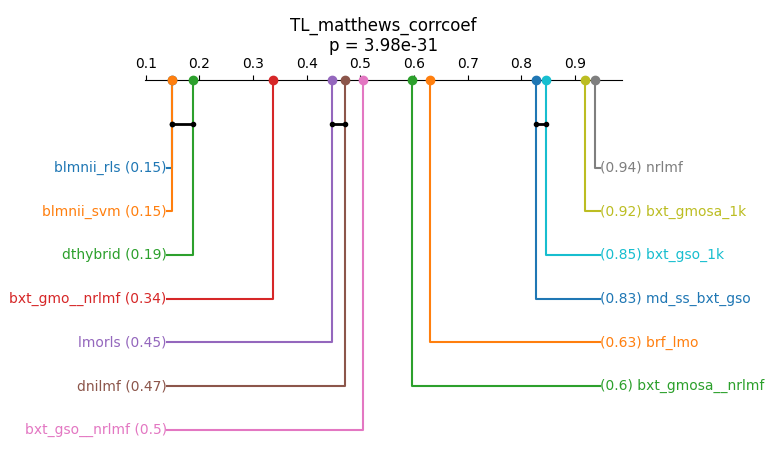 TL_matthews_corrcoef
p = 3.98e-31
0.1 0.2 0.3 0.4 0.5 0.6 0.7 0.8 0.9
blmnii_rls (0.15)
(0.94) nrlmf
blmnii_svm (0.15)
(0.92) bxt_gmosa_1k
dthybrid (0.19)
(0.85) bxt_gso_1k
bxt_gmo__nrlmf (0.34)
(0.83) md_ss_bxt_gso
lmorls (0.45)
(0.63) brf_lmo
dnilmf (0.47)
(0.6) bxt_gmosa__nrlmf
bxt_gso__nrlmf (0.5)